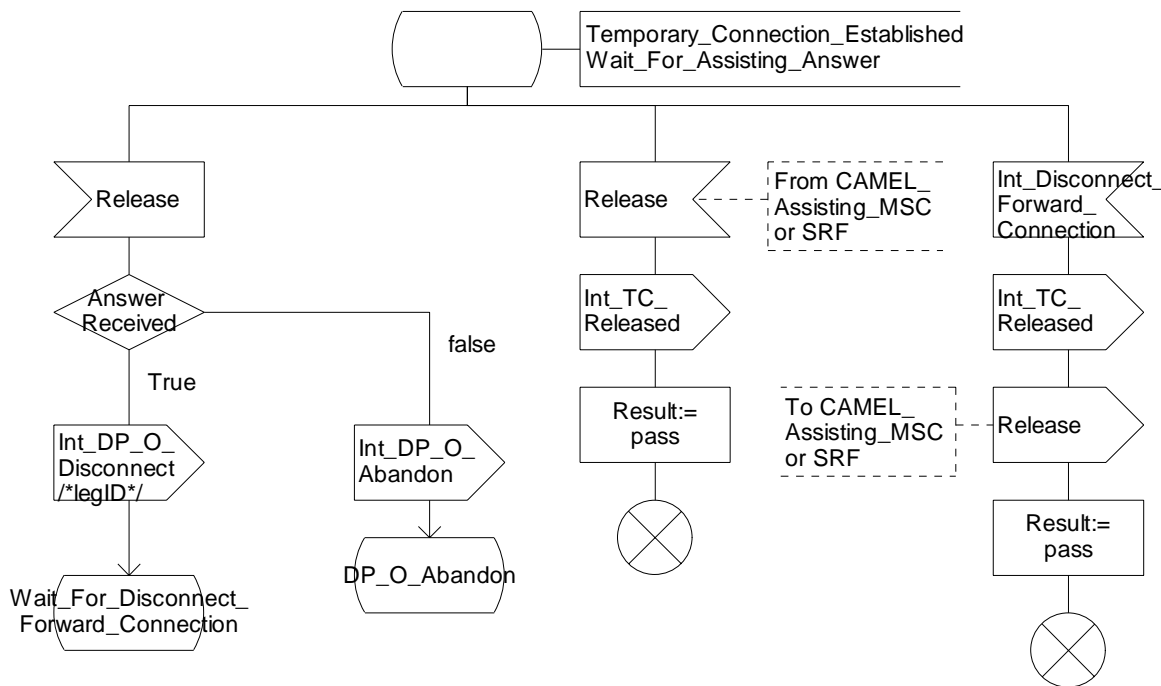 Temporary_Connection_Established
Wait_For_Assisting_Answer
Release
Release
From CAMEL_
Assisting_MSC
or SRF
Int_Disconnect_
Forward_
Connection
Answer
Received
false
True
Int_TC_
Released
Int_TC_
Released
Int_DP_O_
Disconnect
/*legID*/
Int_DP_O_
Abandon
Result:=
pass
To CAMEL_
Assisting_MSC
or SRF
Release
Wait_For_Disconnect_
Forward_Connection
DP_O_Abandon
Result:=
pass